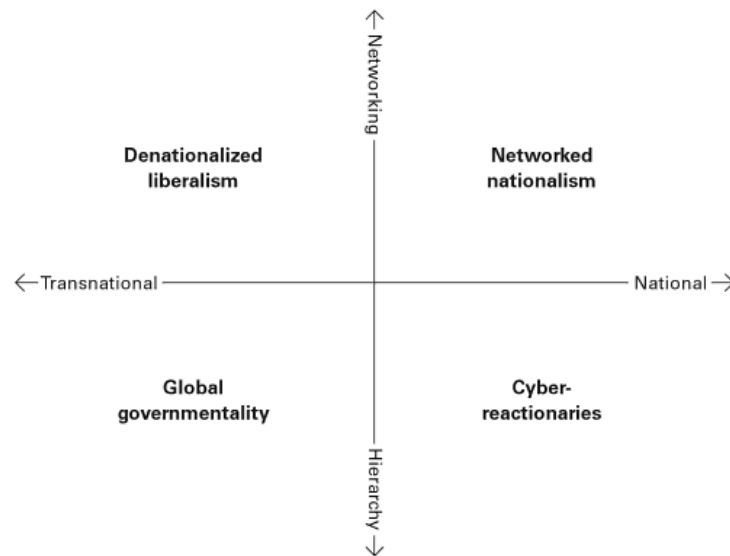 Networking
Denationalized
liberalism
Networked
nationalism
Transnational
National
Global
governmentality
Cyber-
reactionaries
Hierarchy